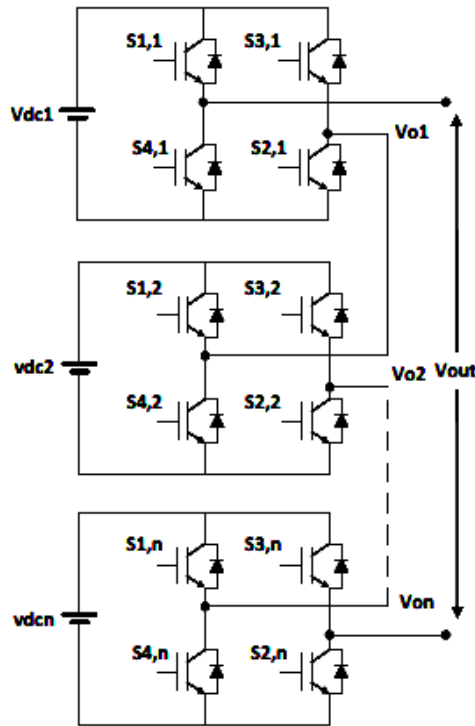 S1,1 S3,1
Vdc1
Vo1
S4,1 S2,1
S1,2 S3,2
vdc2
Vo2 Vout
S4,2 S2,2
S1,n S3,n
vdcn
Von
S4,n S2,n